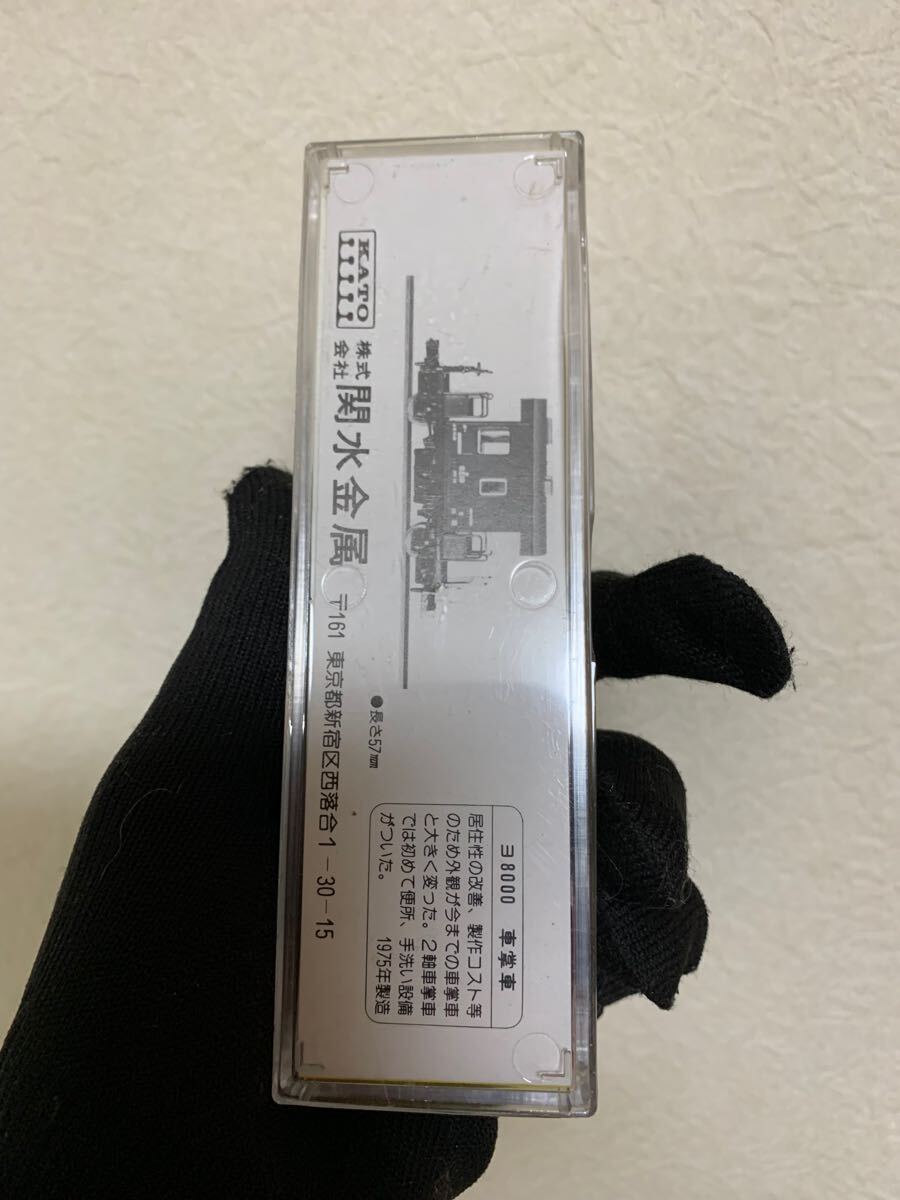 ヨ8000 車掌車
居住性の改善、製作コスト等
のため外観が今までの車掌車
と大きく変った。2軸車掌車
では初めて便所、手洗い設備
がついた。 1975年製造
●長さ57㎜
KATO 株式会社 関水金属 〒161 東京都新宿区西落合1-30-15